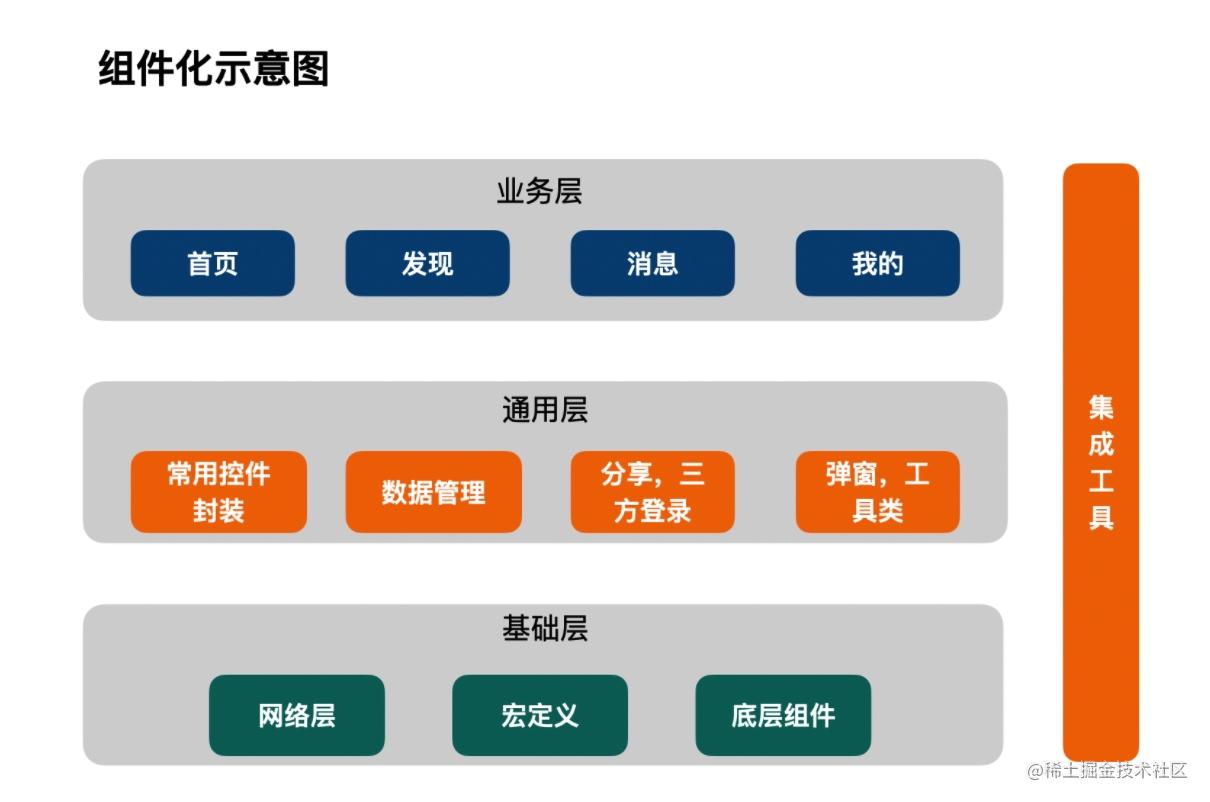 组件化示意图
业务层
首页
发现
消息
我的
通用层
常用控件
封装
数据管理
分享，三
方登录
弹窗，工
具类
基础层
网络层
宏定义
底层组件
集
成
工
具
@稀土掘金技术社区